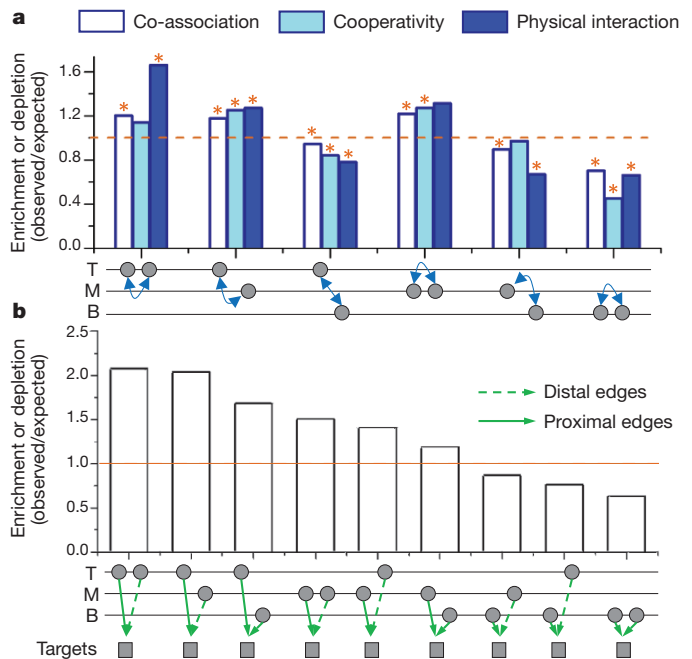 a
Co-association
Cooperativity
Physical interaction
Enrichment or depletion
(observed/expected)
1.6
1.2
0.8
0.4
0.0
* * * * * * * * * * * * * * *
T
M
B
b
Enrichment or depletion
(observed/expected)
2.5
2.0
1.5
1.0
0.5
0.0
Distal edges
Proximal edges
T
M
B
Targets